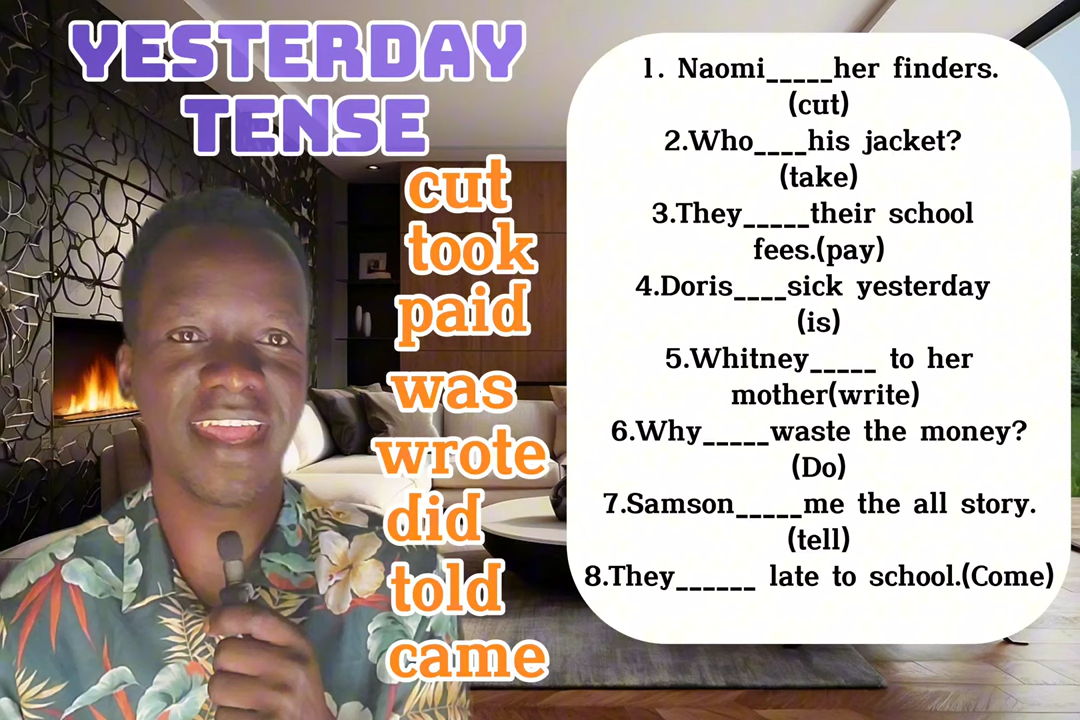 YESTERDAY
TENSE
cut
took
paid
was
wrote
did
told
came
1. Naomi_____her finders.
(cut)
2.Who____his jacket?
(take)
3.They_____their school
fees.(pay)
4.Doris____sick yesterday
(is)
5.Whitney_____ to her
mother(write)
6.Why_____waste the money?
(Do)
7.Samson_____me the all story.
(tell)
8.They______ late to school.(Come)